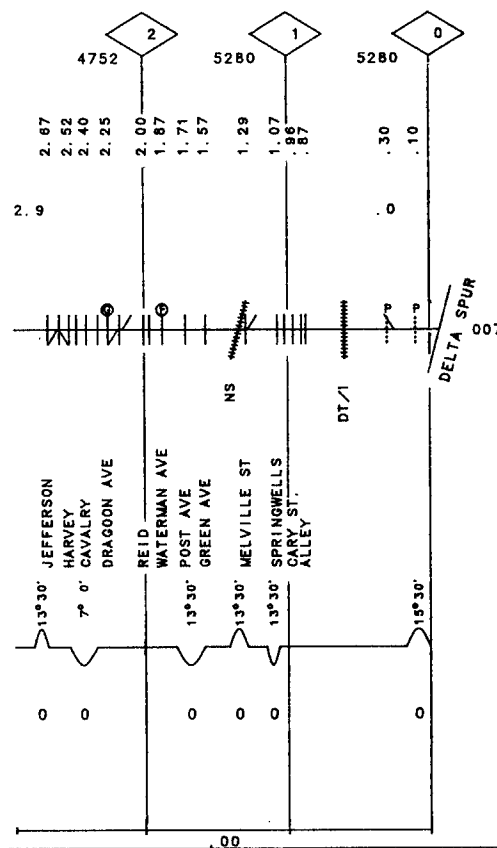 2
1
0
4752
5280
5280
2.67
2.52
2.40
2.25
2.00
1.87
1.71
1.57
1.29
1.07
.96
.87
.30
.10
2.9
.0
P
P
DELTA SPUR
007
NS
DT/I
JEFFERSON
HARVEY
CAVALRY
DRAGOON AVE
REID
WATERMAN AVE
POST AVE
GREEN AVE
MELVILLE ST
SPRINGWELLS
CARY ST.
ALLEY
13° 30'
7° 0'
13° 30'
13° 30'
13° 30'
15° 30'
0
0
0
0
0
0
.00